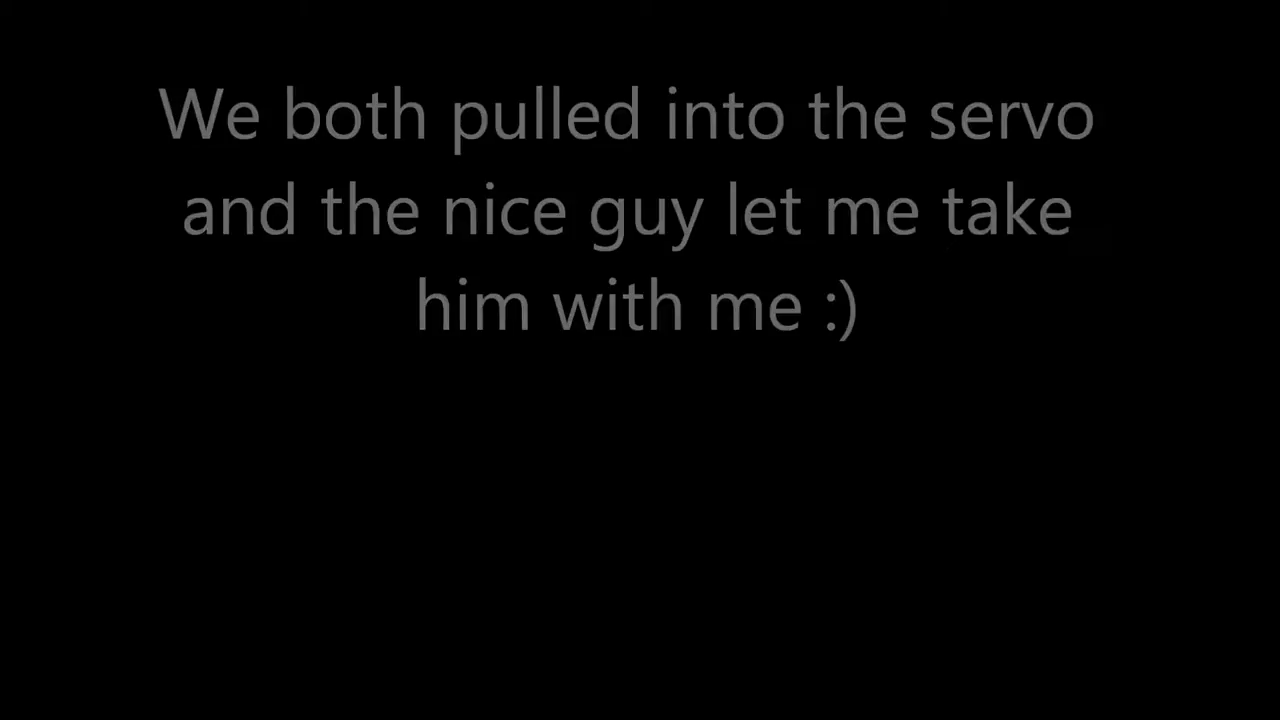 We both pulled into the servo
and the nice guy let me take
him with me :)